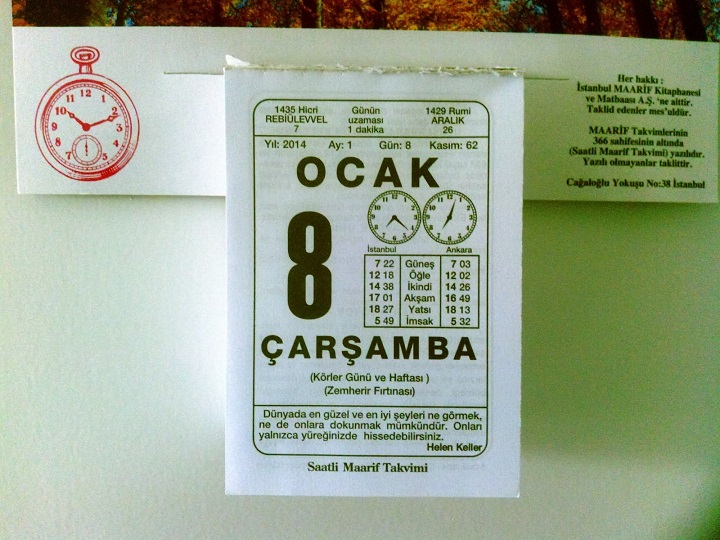 Her hakkı :
İstanbul MAARİF Kitaphanesi
ve Matbaası A.Ş. 'ne aittir.
Taklid edenler mes'uldür.
MAARİF Takvimlerinin
366 sahifesinin altında
(Saatli Maarif Takvimi) yazılıdır.
Yazılı olmayanlar taklittir.
Cağaloğlu Yokuşu No:38 İstanbul
1435 Hicri Günün 1429 Rumi
REBİÜLEVVEL uzaması ARALIK
7 1 dakika 26
Yıl: 2014 Ay: 1 Gün: 8 Kasım: 62
OCAK
8
İstanbul Ankara
7 22 Güneş 7 03
12 18 Öğle 12 02
14 38 İkindi 14 26
17 01 Akşam 16 49
18 27 Yatsı 18 13
5 49 İmsak 5 32
ÇARŞAMBA
(Körler Günü ve Haftası )
(Zemherir Fırtınası)
Dünyada en güzel ve en iyi şeyleri ne görmek,
ne de onlara dokunmak mümkündür. Onları
yalnızca yüreğinizde hissedebilirsiniz.
Helen Keller
Saatli Maarif Takvimi